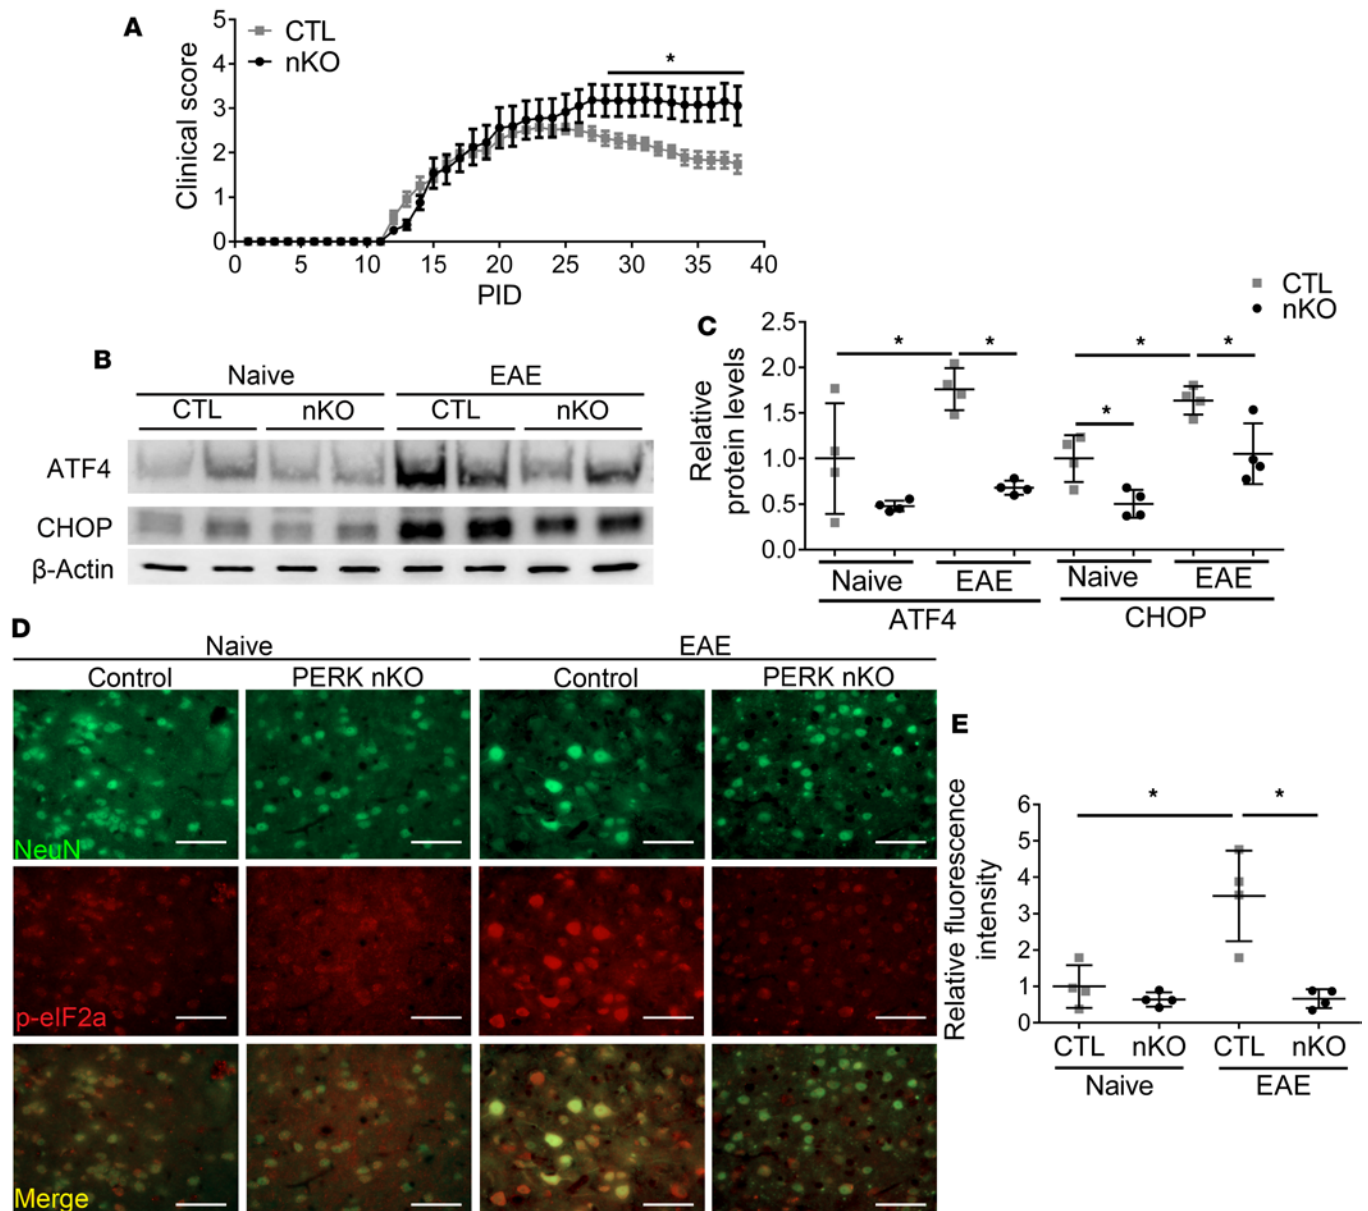 A
Clinical score
5
4
3
2
1
0
CTL
nKO
*
0 5 10 15 20 25 30 35 40
PID
B
Naive EAE
CTL nKO CTL nKO
ATF4
CHOP
β-Actin
C
CTL
nKO
Relative
protein levels
2.5
2.0
1.5
1.0
0.5
0.0
* * * * *
Naive EAE Naive EAE
ATF4 CHOP
D
Naive EAE
Control PERK nKO Control PERK nKO
NeuN
p-eIF2a
Merge
E
Relative fluorescence
intensity
6
5
4
3
2
1
0
* *
CTL nKO CTL nKO
Naive EAE